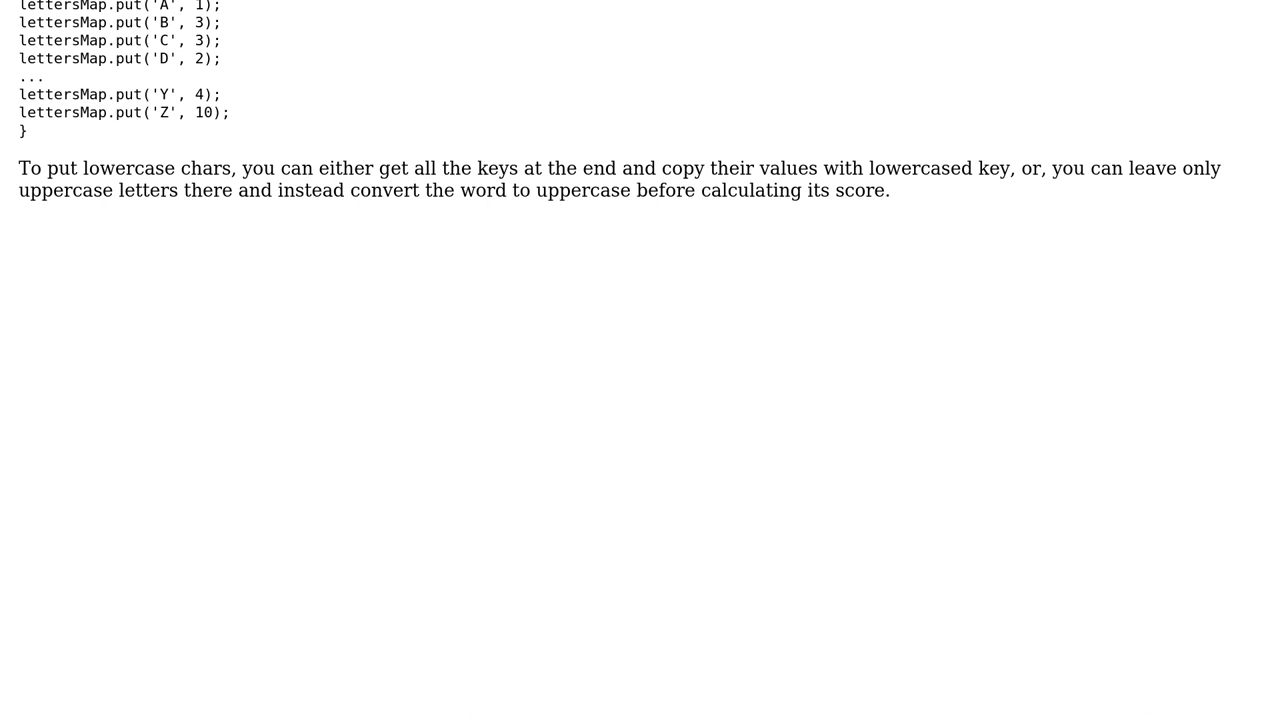 lettersMap.put('A', 1);
lettersMap.put('B', 3);
lettersMap.put('C', 3);
lettersMap.put('D', 2);
...
lettersMap.put('Y', 4);
lettersMap.put('Z', 10);
}
To put lowercase chars, you can either get all the keys at the end and copy their values with lowercased key, or, you can leave only
uppercase letters there and instead convert the word to uppercase before calculating its score.